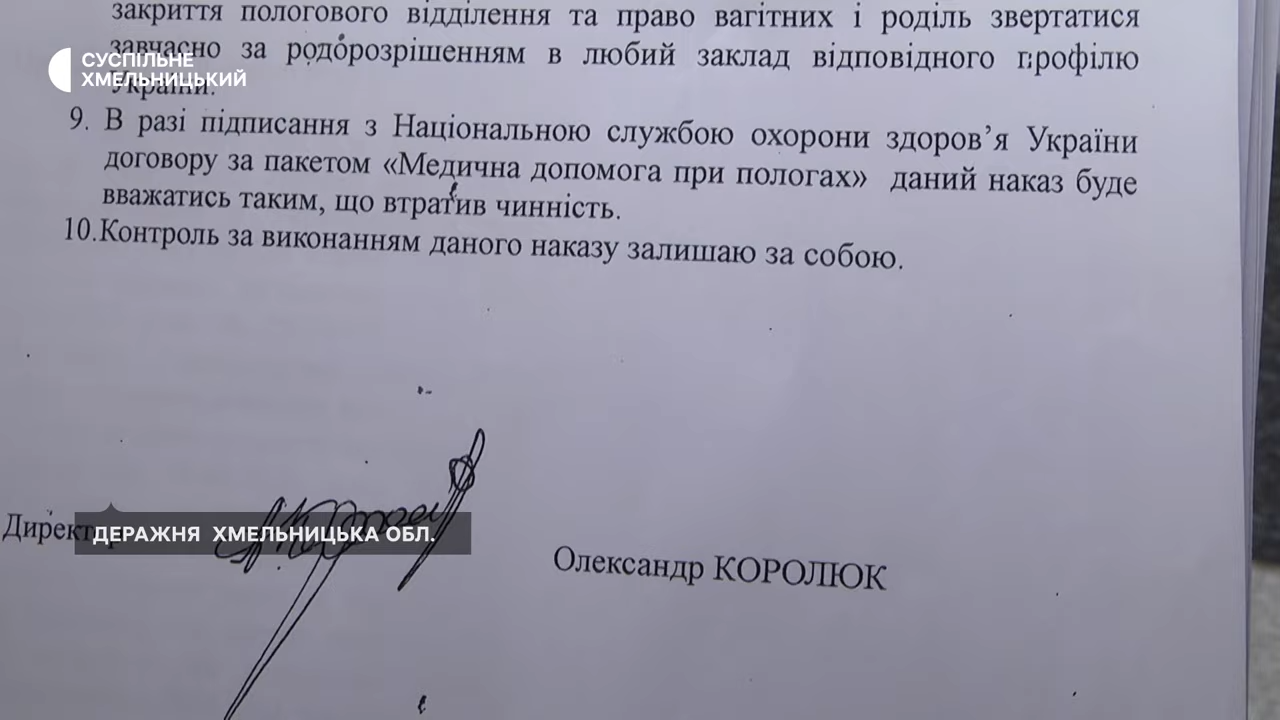 закриття пологового відділення та право вагітних і роділь звертатися
завчасно за родорозрішенням в любий заклад відповідного профілю
України.
9. В разі підписання з Національною службою охорони здоров’я України
договору за пакетом «Медична допомога при пологах» даний наказ буде
вважатись таким, що втратив чинність.
10.Контроль за виконанням даного наказу залишаю за собою.
Директор
Олександр КОРОЛЮК
СУСПІЛЬНЕ
ХМЕЛЬНИЦЬКИЙ
ДЕРАЖНЯ ХМЕЛЬНИЦЬКА ОБЛ.